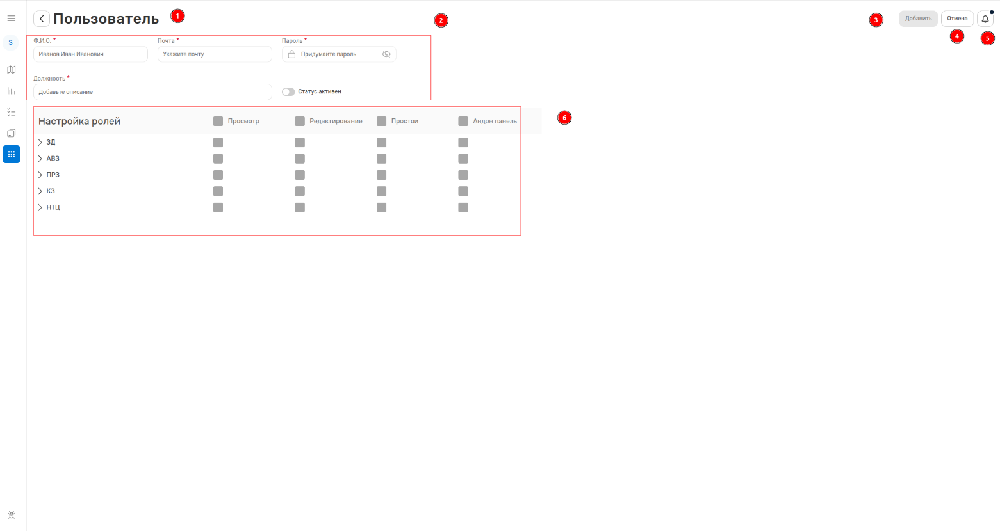 Пользователь
1
2
3
Добавить
Отмена
4
5
S
Ф.И.О. *
Почта *
Пароль *
Иванов Иван Иванович
Укажите почту
Придумайте пароль
Должность *
Добавьте описание
Статус активен
6
Настройка ролей
Просмотр
Редактирование
Простои
Андон панель
ЗД
АВЗ
ПРЗ
КЗ
НТЦ